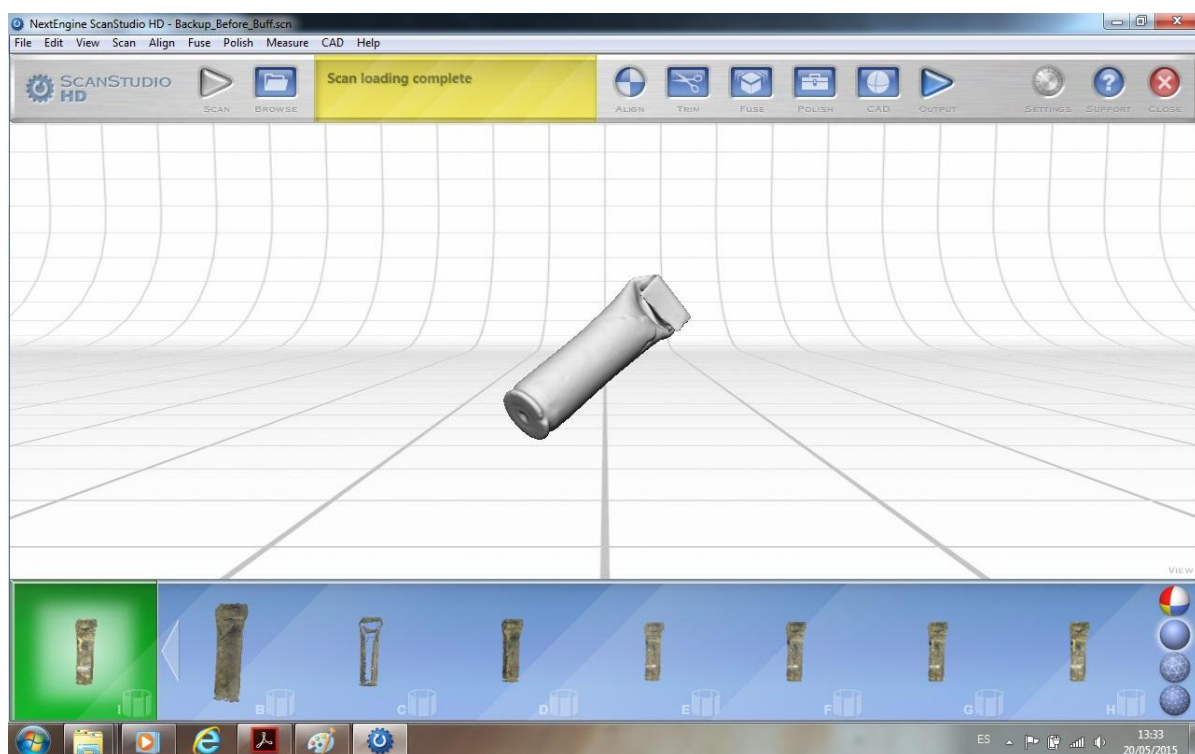 NextEngine ScanStudio HD - Backup_Before_Buff.scn
File Edit View Scan Align Fuse Polish Measure CAD Help
SCANSTUDIO
HD
SCAN
BROWSE
Scan loading complete
ALIGN
TRIM
FUSE
POLISH
CAD
OUTPUT
SETTINGS
SUPPORT
CLOSE
VIEW
I
B
C
D
E
F
G
H
ES
13:33
20/05/2015